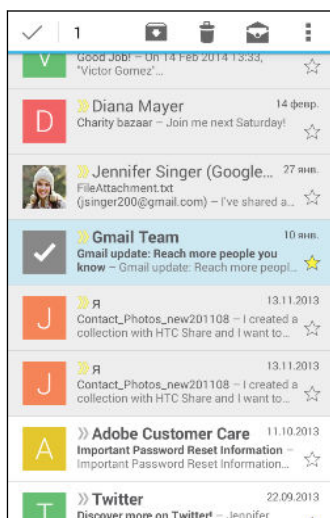 1
V
Good Job! – On 14 Feb 2014 13:33,
"Victor Gomez"...
D
Diana Mayer 14 февр.
Charity bazaar – Join me next Saturday!
Jennifer Singer (Google... 27 янв.
FileAttachment.txt
(jsinger200@gmail.com) – I've shared a...
Gmail Team 10 янв.
Gmail update: Reach more people you
know – Gmail update: Reach more peopl...
J
я 13.11.2013
Contact_Photos_new201108 – I created a
collection with HTC Share and I want to...
J
я 13.11.2013
Contact_Photos_new201108 – I created a
collection with HTC Share and I want to...
A
Adobe Customer Care 11.10.2013
Important Password Reset Information –
Important Password Reset Information...
T
Twitter 22.09.2013
Discover more on Twitter! – Jennifer